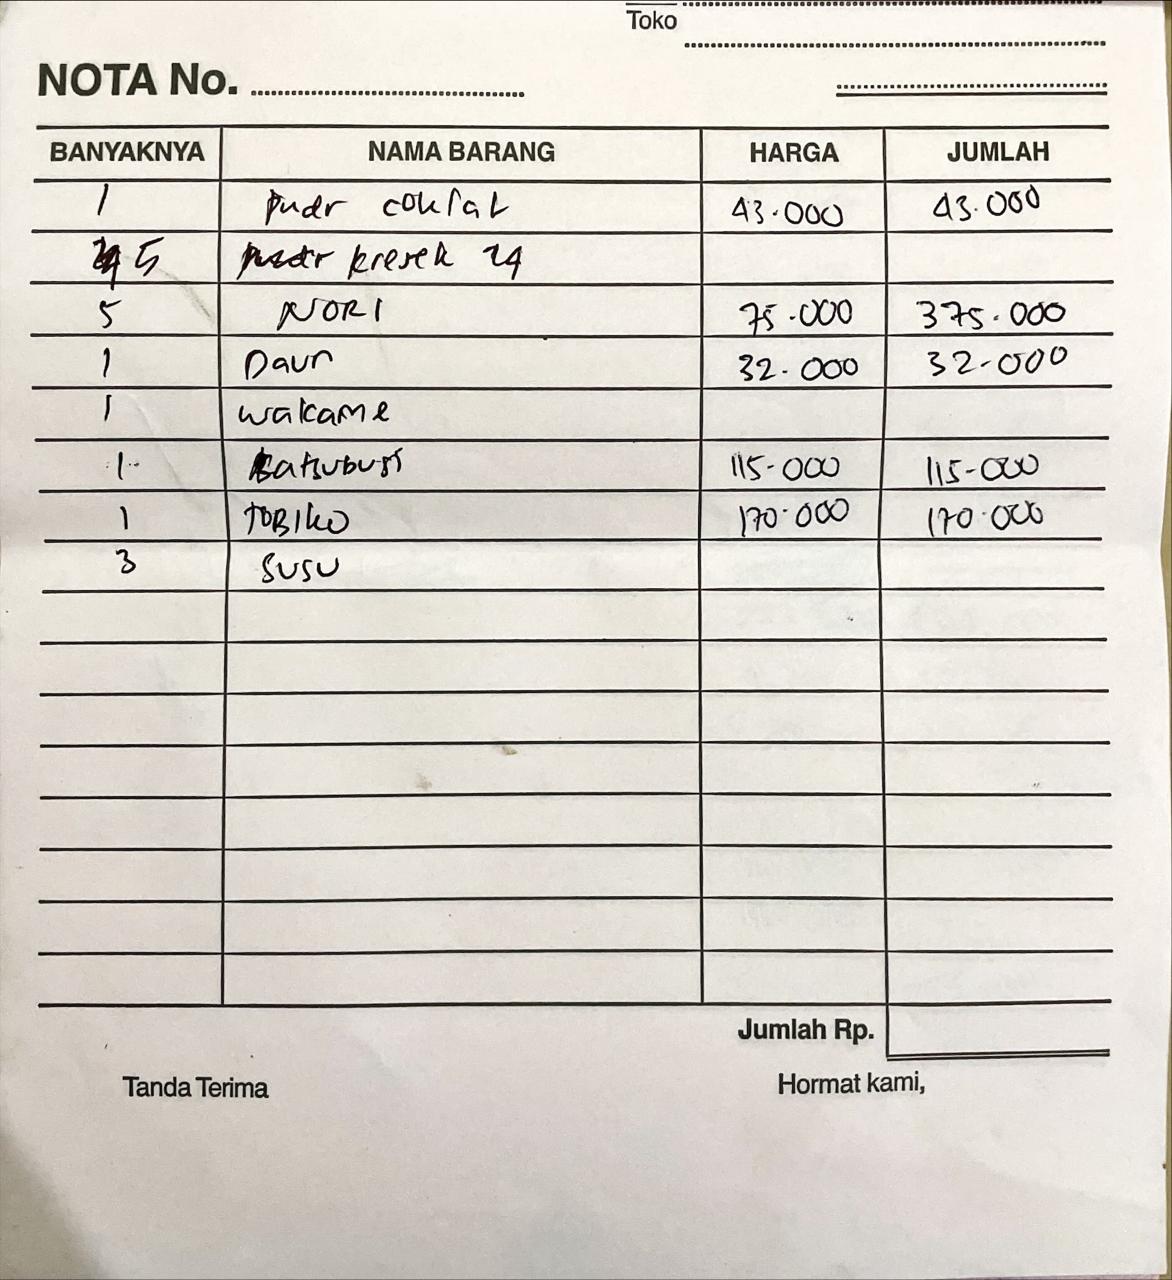 Toko
NOTA No.
BANYAKNYA NAMA BARANG HARGA JUMLAH
1 coklat 43.000 43.000
5 kresek 24
5 NORI 75.000 375.000
1 Daun 32.000 32.000
1 wakame
1 katsubusi 115.000 115.000
1 TOBIKO 170.000 170.000
3 SUSU
Jumlah Rp.
Tanda Terima Hormat kami,